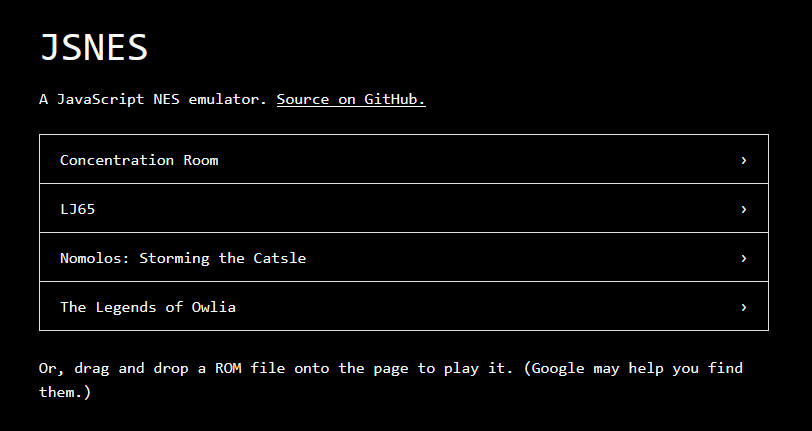 JSNES
A JavaScript NES emulator. Source on GitHub.
Concentration Room ›
LJ65 ›
Nomolos: Storming the Catsle ›
The Legends of Owlia ›
Or, drag and drop a ROM file onto the page to play it. (Google may help you find
them.)